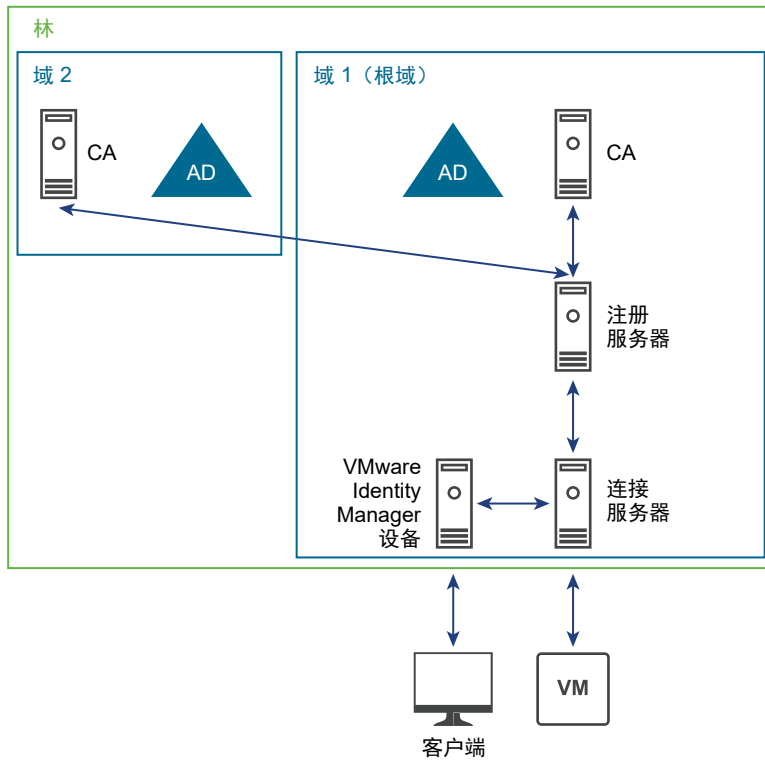 林
域 2
CA
AD
域 1（根域）
AD
CA
注册
服务器
VMware
Identity
Manager
设备
连接
服务器
客户端
VM